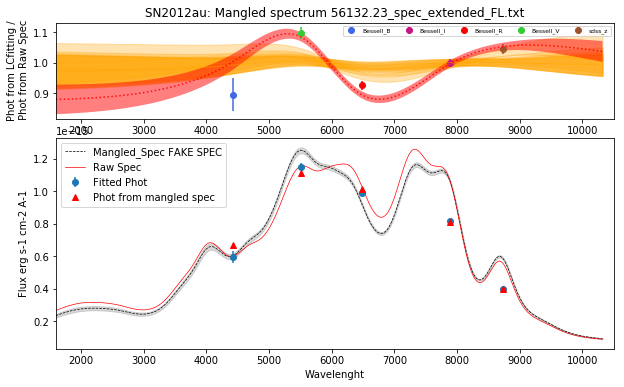 SN2012au: Mangled spectrum 56132.23_spec_extended_FL.txt
Phot from LCfitting /
Phot from Raw Spec
1.1
1.0
0.9
Bessell_B
Bessell_I
Bessell_R
Bessell_V
sdss_z
2000 3000 4000 5000 6000 7000 8000 9000 10000
1e−15
Flux erg s-1 cm-2 A-1
1.2
1.0
0.8
0.6
0.4
0.2
Mangled_Spec FAKE SPEC
Raw Spec
Fitted Phot
Phot from mangled spec
2000 3000 4000 5000 6000 7000 8000 9000 10000
Wavelenght